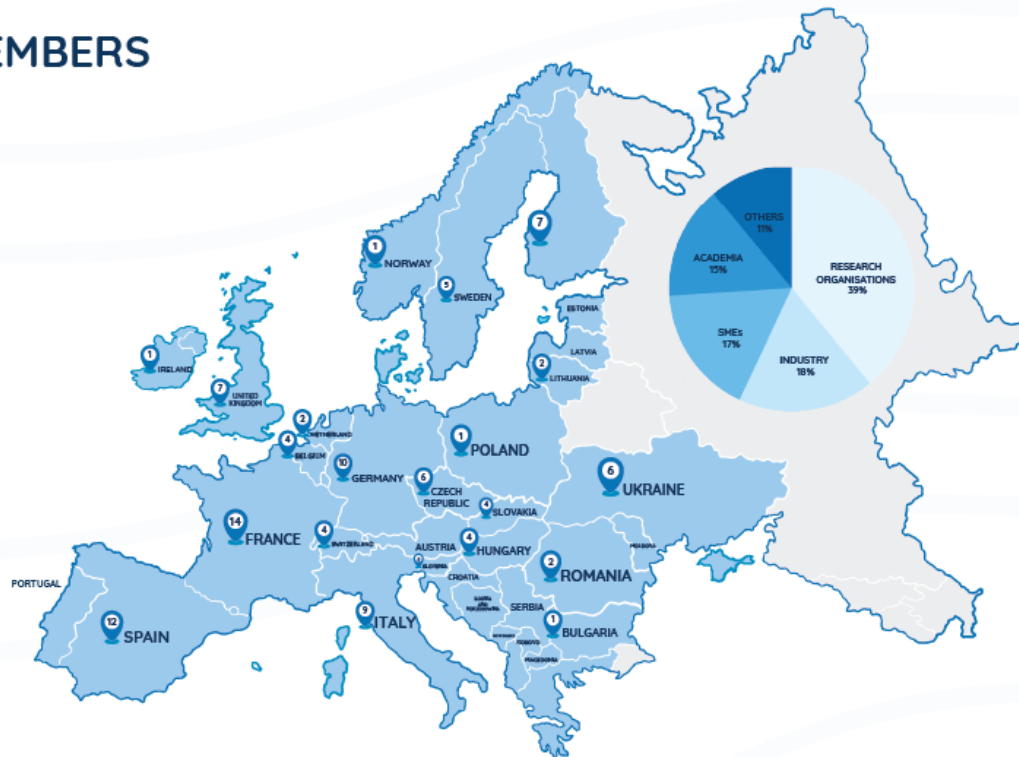 EMBERS
7
1
NORWAY
5
SWEDEN
ESTONIA
LATVIA
2
LITHUANIA
1
IRELAND
7
UNITED
KINGDOM
2
NETHERLAND
4
BELGIUM
10
GERMANY
1
POLAND
6
CZECH
REPUBLIC
4
SLOVAKIA
6
UKRAINE
14
FRANCE
4
SWITZERLAND
AUSTRIA
4
HUNGARY
SLOVENIA
CROATIA
2
ROMANIA
MOLDOVA
SERBIA
BOSNIA
AND
HERZEGOVINA
1
BULGARIA
KOSOVO
MACEDONIA
9
ITALY
PORTUGAL
12
SPAIN
OTHERS
11%
ACADEMIA
15%
RESEARCH
ORGANISATIONS
39%
SMEs
17%
INDUSTRY
18%